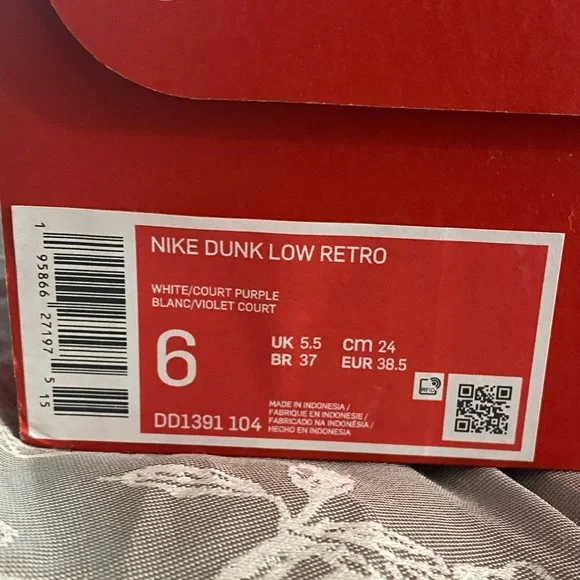 1 95866 27197 5 15
NIKE DUNK LOW RETRO
WHITE/COURT PURPLE
BLANC/VIOLET COURT
6
UK 5.5 cm 24
BR 37 EUR 38.5
RFID
DD1391 104
MADE IN INDONESIA /
FABRIQUE EN INDONESIE /
FABRICADO NA INDONÉSIA /
HECHO EN INDONESIA